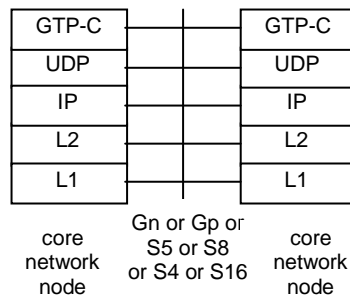 GTP-C GTP-C
UDP UDP
IP IP
L2 L2
L1 L1
core
network
node
Gn or Gp or
S5 or S8
or S4 or S16
core
network
node